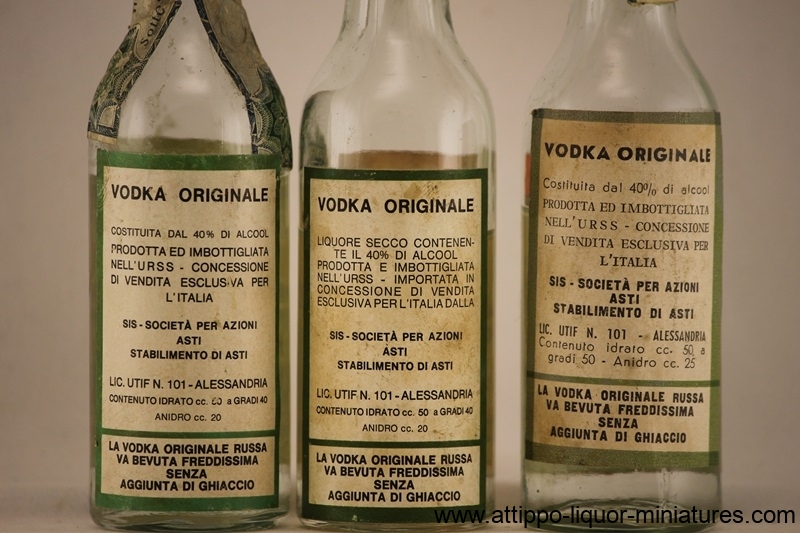 VODKA ORIGINALE
COSTITUITA DAL 40% DI ALCOOL
PRODOTTA ED IMBOTTIGLIATA
NELL'URSS - CONCESSIONE
DI VENDITA ESCLUSIVA PER
L'ITALIA
SIS - SOCIETÀ PER AZIONI
ASTI
STABILIMENTO DI ASTI
LIC. UTIF N. 101 - ALESSANDRIA
CONTENUTO IDRATO cc. 50 a GRADI 40
ANIDRO cc. 20
LA VODKA ORIGINALE RUSSA
VA BEVUTA FREDDISSIMA
SENZA
AGGIUNTA DI GHIACCIO
VODKA ORIGINALE
LIQUORE SECCO CONTENEN-
TE IL 40% DI ALCOOL
PRODOTTA E IMBOTTIGLIATA
NELL'URSS - IMPORTATA IN
CONCESSIONE DI VENDITA
ESCLUSIVA PER L'ITALIA DALLA
SIS - SOCIETÀ PER AZIONI
ASTI
STABILIMENTO DI ASTI
LIC. UTIF N. 101 - ALESSANDRIA
CONTENUTO IDRATO cc. 50 a GRADI 40
ANIDRO cc. 20
LA VODKA ORIGINALE RUSSA
VA BEVUTA FREDDISSIMA
SENZA
AGGIUNTA DI GHIACCIO
VODKA ORIGINALE
Costituita dal 40% di alcool
PRODOTTA ED IMBOTTIGLIATA
NELL'URSS - CONCESSIONE
DI VENDITA ESCLUSIVA PER
L'ITALIA
SIS - SOCIETÀ PER AZIONI
ASTI
STABILIMENTO DI ASTI
LIC. UTIF N. 101 - ALESSANDRIA
Contenuto idrato cc. 50 a
gradi 50 - Anidro cc. 25
LA VODKA ORIGINALE RUSSA
VA BEVUTA FREDDISSIMA
SENZA
AGGIUNTA DI GHIACCIO
www.attippo-liquor-miniatures.com